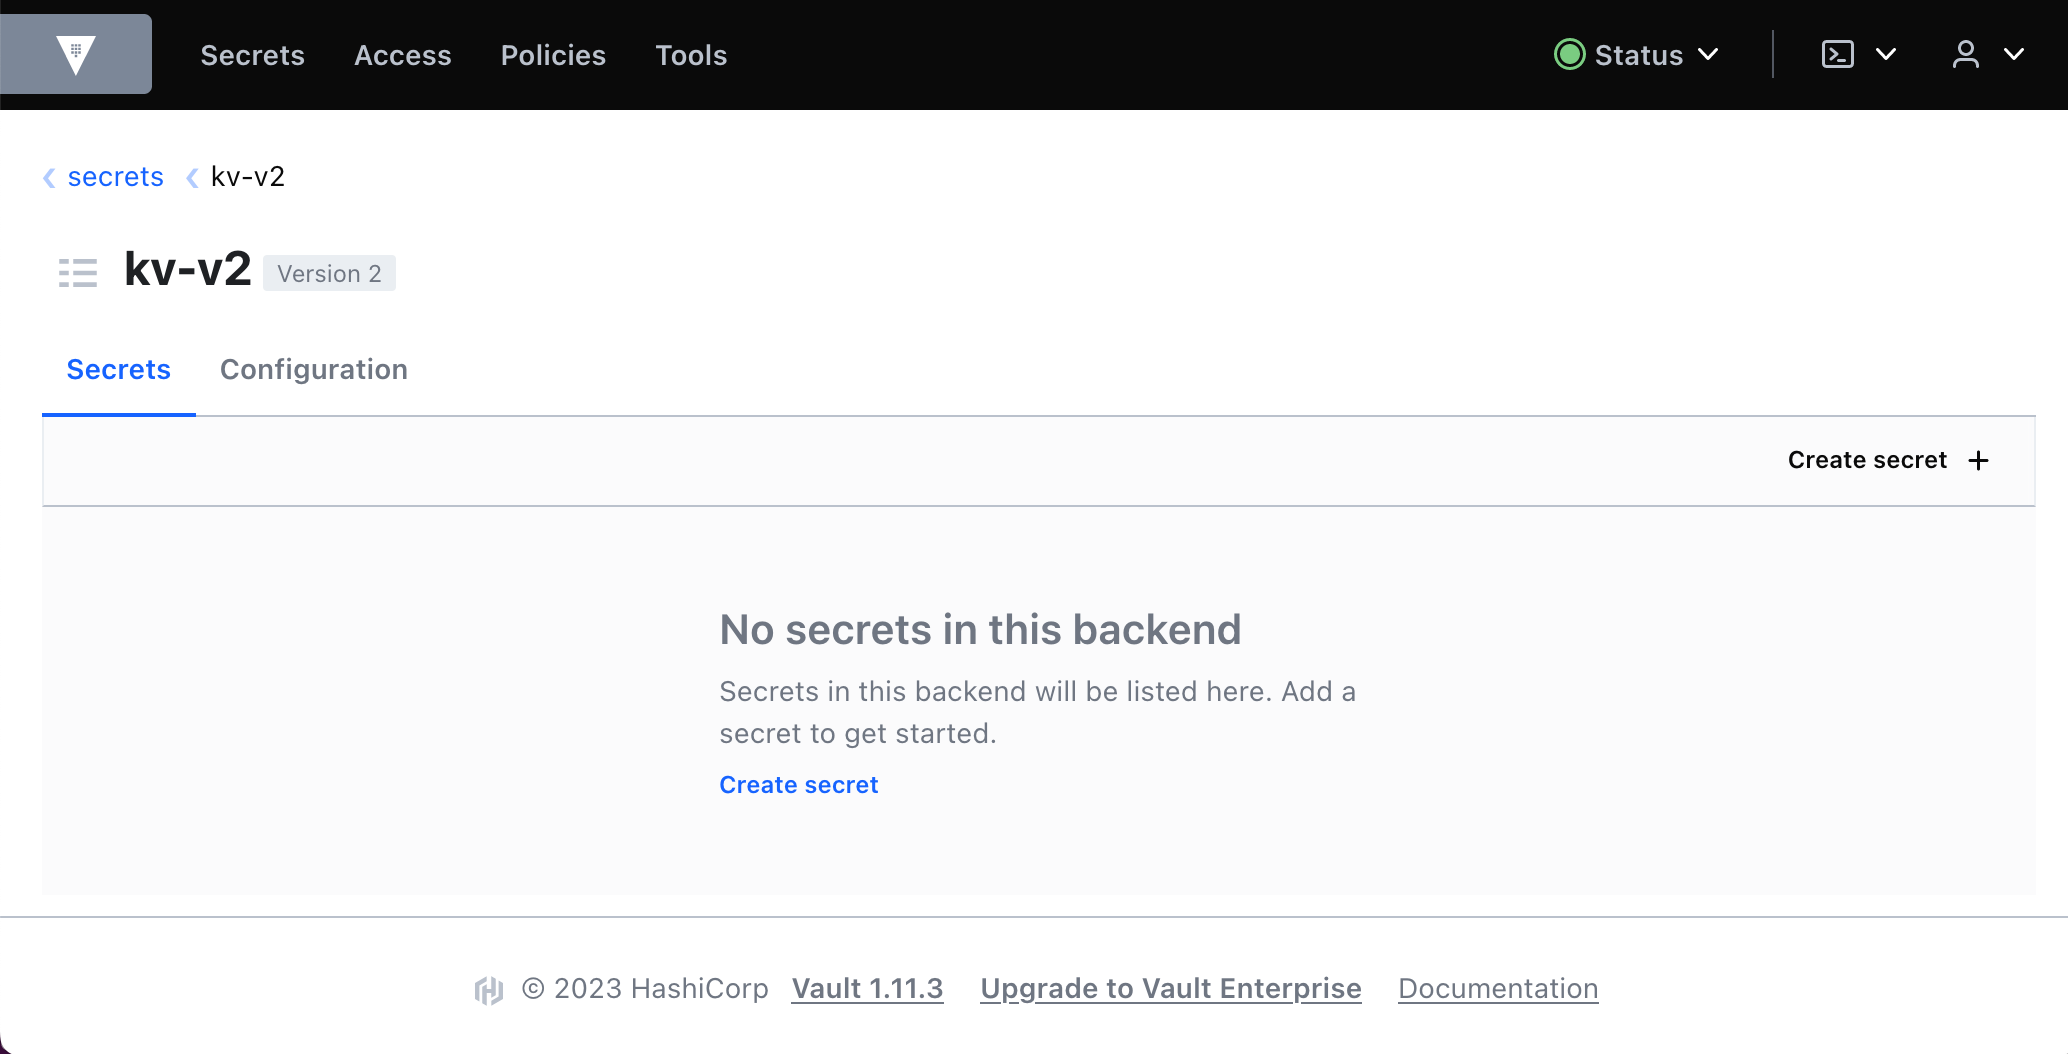 Secrets Access Policies Tools Status
secrets kv-v2
kv-v2 Version 2
Secrets Configuration
Create secret +
No secrets in this backend
Secrets in this backend will be listed here. Add a
secret to get started.
Create secret
© 2023 HashiCorp Vault 1.11.3 Upgrade to Vault Enterprise Documentation